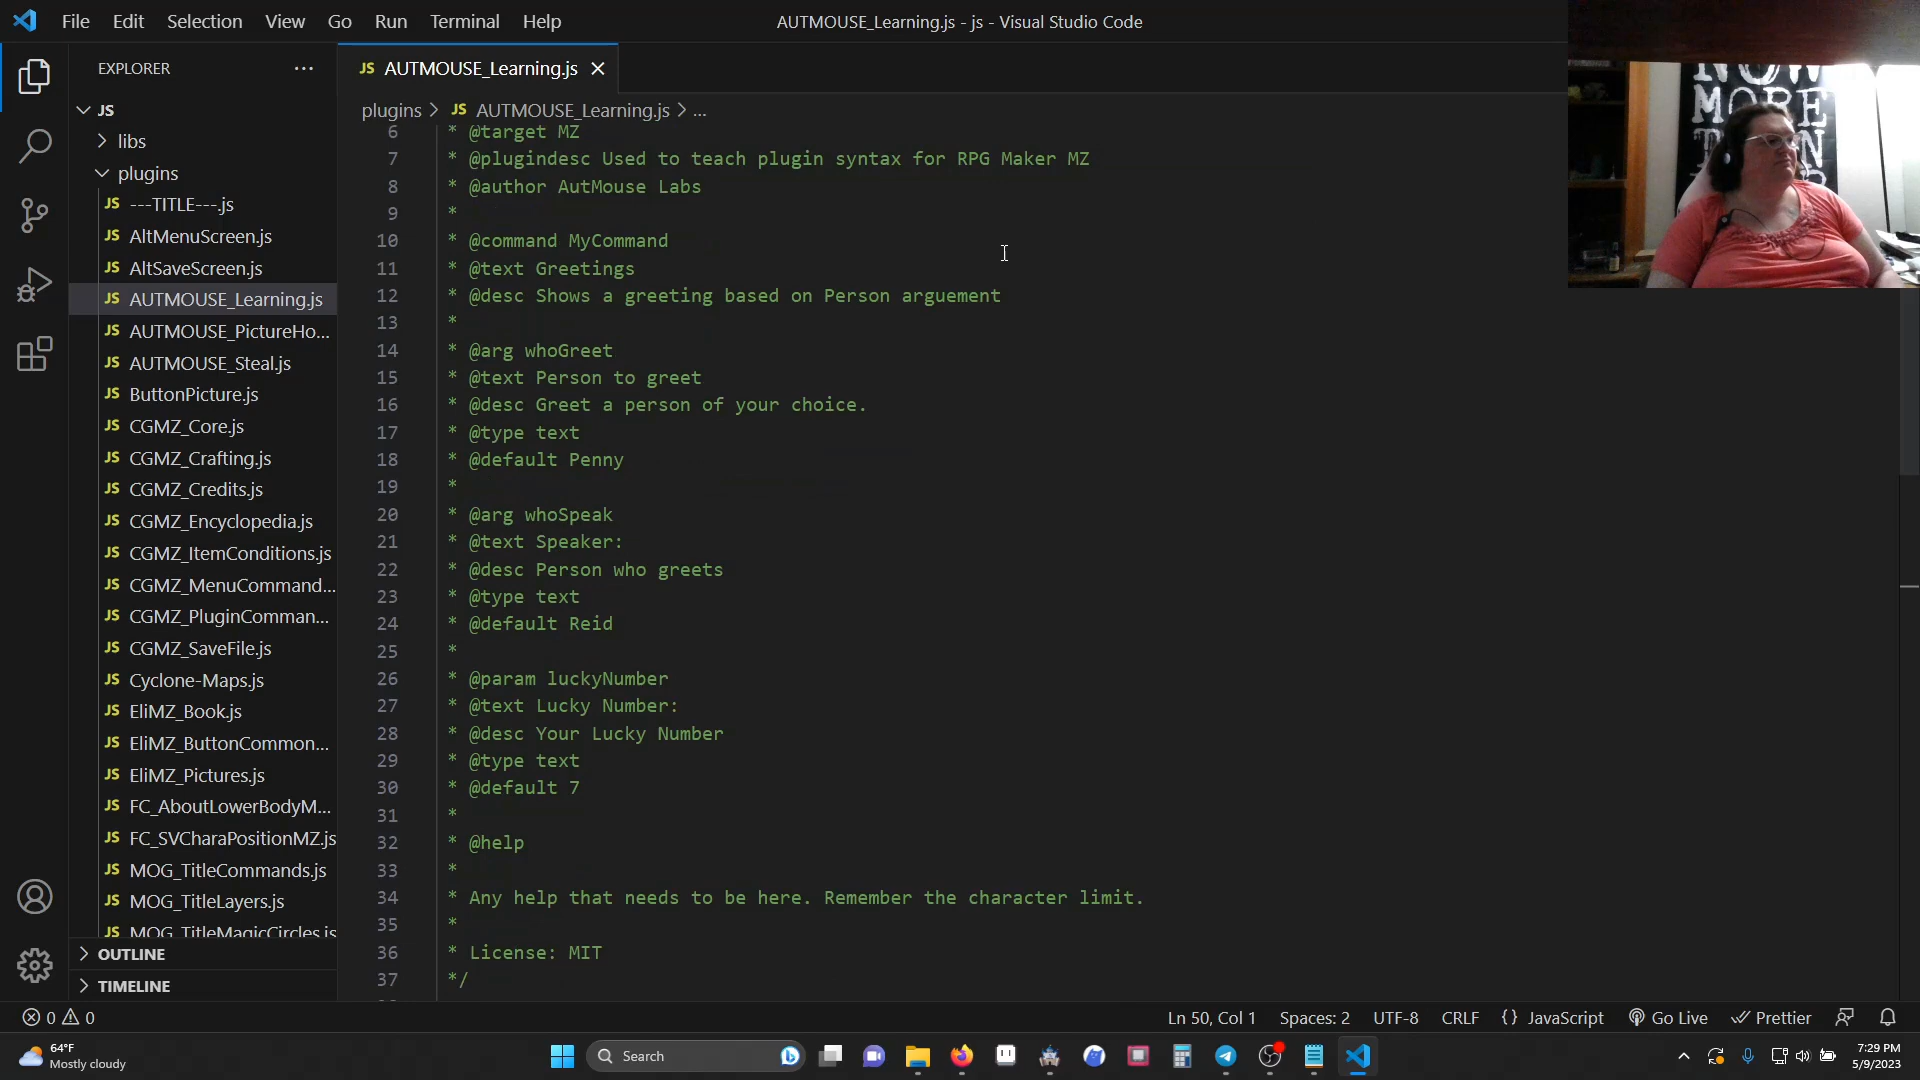 File Edit Selection View Go Run Terminal Help
AUTMOUSE_Learning.js - js - Visual Studio Code
EXPLORER
JS
libs
plugins
JS ---TITLE---.js
JS AltMenuScreen.js
JS AltSaveScreen.js
JS AUTMOUSE_Learning.js
JS AUTMOUSE_PictureHo...
JS AUTMOUSE_Steal.js
JS ButtonPicture.js
JS CGMZ_Core.js
JS CGMZ_Crafting.js
JS CGMZ_Credits.js
JS CGMZ_Encyclopedia.js
JS CGMZ_ItemConditions.js
JS CGMZ_MenuCommand...
JS CGMZ_PluginComman...
JS CGMZ_SaveFile.js
JS Cyclone-Maps.js
JS EliMZ_Book.js
JS EliMZ_ButtonCommon...
JS EliMZ_Pictures.js
JS FC_AboutLowerBodyM...
JS FC_SVCharaPositionMZ.js
JS MOG_TitleCommands.js
JS MOG_TitleLayers.js
JS MOG_TitleMagicCircles.js
OUTLINE
TIMELINE
JS AUTMOUSE_Learning.js
plugins > JS AUTMOUSE_Learning.js > ...
6 * @target MZ
7 * @plugindesc Used to teach plugin syntax for RPG Maker MZ
8 * @author AutMouse Labs
9 *
10 * @command MyCommand
11 * @text Greetings
12 * @desc Shows a greeting based on Person arguement
13 *
14 * @arg whoGreet
15 * @text Person to greet
16 * @desc Greet a person of your choice.
17 * @type text
18 * @default Penny
19 *
20 * @arg whoSpeak
21 * @text Speaker:
22 * @desc Person who greets
23 * @type text
24 * @default Reid
25 *
26 * @param luckyNumber
27 * @text Lucky Number:
28 * @desc Your Lucky Number
29 * @type text
30 * @default 7
31 *
32 * @help
33 *
34 * Any help that needs to be here. Remember the character limit.
35 *
36 * License: MIT
37 */
NOW
MORE
0 0
Ln 50, Col 1 Spaces: 2 UTF-8 CRLF {} JavaScript Go Live Prettier
64°F
Mostly cloudy
Search
7:29 PM
5/9/2023